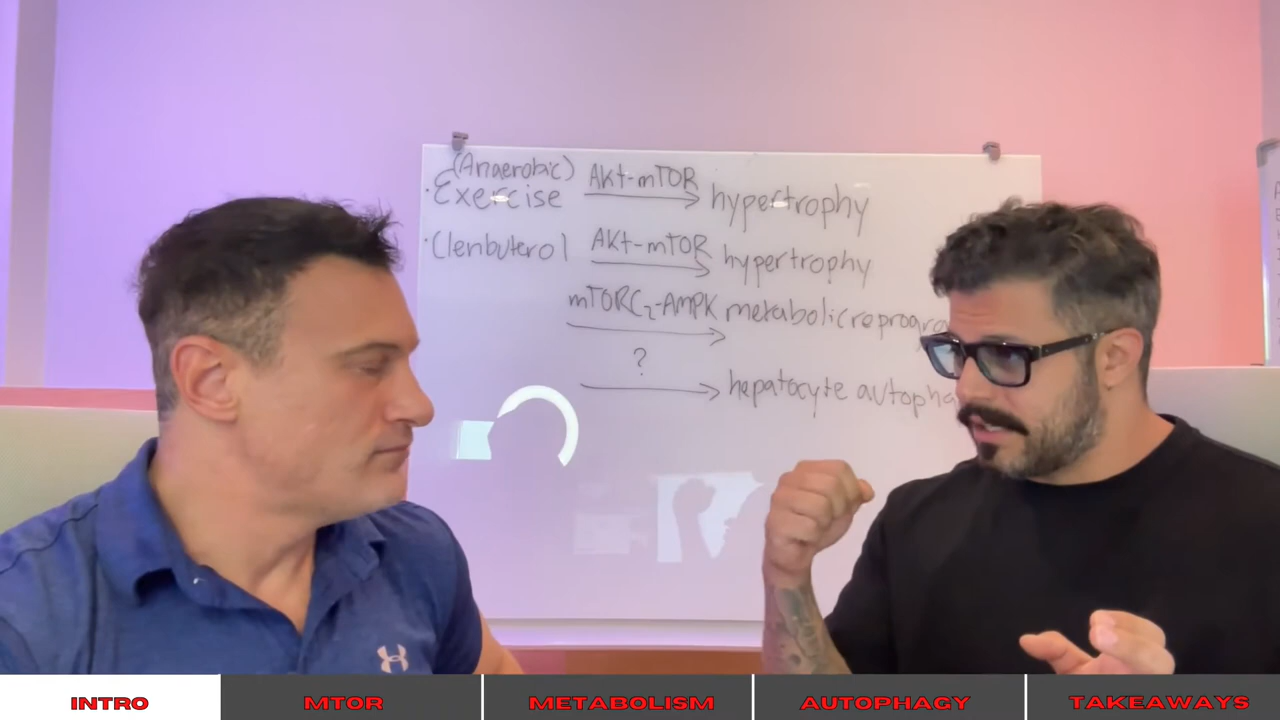 (Anaerobic)
·Exercise AKt-mTOR hypertrophy
·Clenbuterol AKt-mTOR hypertrophy
mTORC₂-AMPK metabolic reprogra
?
hepatocyte autopha
INTRO MTOR METABOLISM AUTOPHAGY TAKEAWAYS